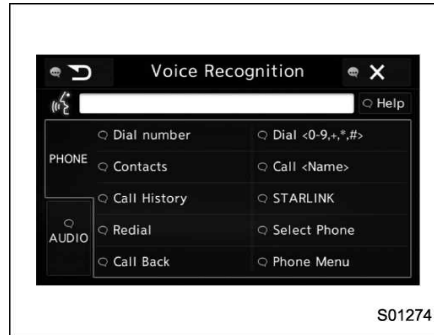 Voice Recognition
Help
PHONE
Dial number
Dial <0-9,+,*,#>
Contacts
Call <Name>
Call History
STARLINK
AUDIO
Redial
Select Phone
Call Back
Phone Menu
S01274